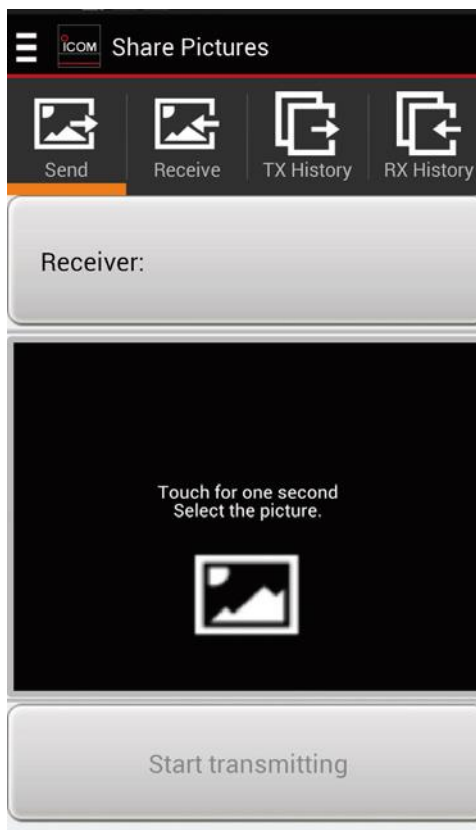 ICOM Share Pictures
Send Receive TX History RX History
Receiver:
Touch for one second
Select the picture.
Start transmitting